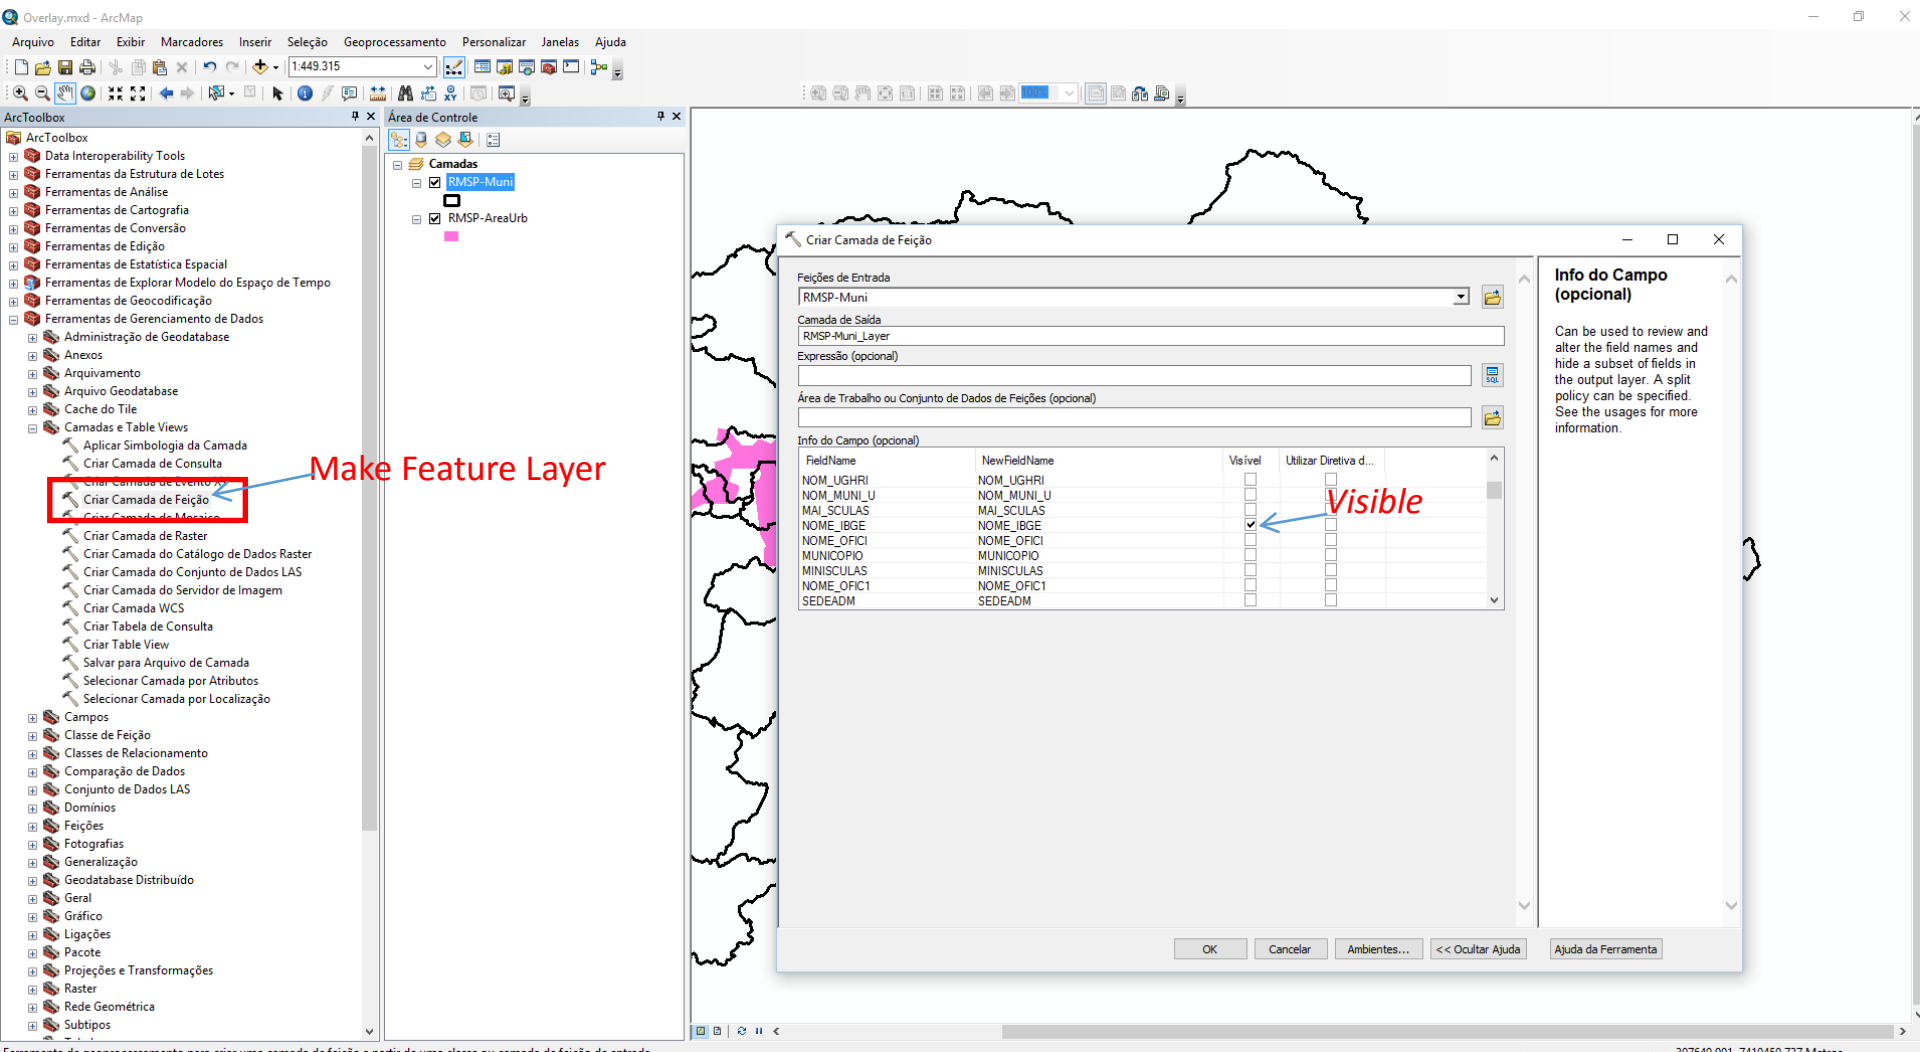 Overlay.mxd - ArcMap
Arquivo Editar Exibir Marcadores Inserir Seleção Geoprocessamento Personalizar Janelas Ajuda
1:449.315
100%
ArcToolbox
ArcToolbox
Data Interoperability Tools
Ferramentas da Estrutura de Lotes
Ferramentas de Análise
Ferramentas de Cartografia
Ferramentas de Conversão
Ferramentas de Edição
Ferramentas de Estatística Espacial
Ferramentas de Explorar Modelo do Espaço de Tempo
Ferramentas de Geocodificação
Ferramentas de Gerenciamento de Dados
Administração de Geodatabase
Anexos
Arquivamento
Arquivo Geodatabase
Cache do Tile
Camadas e Table Views
Aplicar Simbologia da Camada
Criar Camada de Consulta
Criar Camada de Evento XY
Criar Camada de Feição
Criar Camada de Mosaico
Criar Camada de Raster
Criar Camada do Catálogo de Dados Raster
Criar Camada do Conjunto de Dados LAS
Criar Camada do Servidor de Imagem
Criar Camada WCS
Criar Tabela de Consulta
Criar Table View
Salvar para Arquivo de Camada
Selecionar Camada por Atributos
Selecionar Camada por Localização
Campos
Classe de Feição
Classes de Relacionamento
Comparação de Dados
Conjunto de Dados LAS
Domínios
Feições
Fotografias
Generalização
Geodatabase Distribuído
Geral
Gráfico
Ligações
Pacote
Projeções e Transformações
Raster
Rede Geométrica
Subtipos
Make Feature Layer
Área de Controle
Camadas
RMSP-Muni
RMSP-AreaUrb
Criar Camada de Feição
Feições de Entrada
RMSP-Muni
Camada de Saída
RMSP-Muni_Layer
Expressão (opcional)
SQL
Área de Trabalho ou Conjunto de Dados de Feições (opcional)
Info do Campo (opcional)
FieldName NewFieldName Visível Utilizar Diretiva d...
NOM_UGHRI NOM_UGHRI
NOM_MUNI_U NOM_MUNI_U
MAI_SCULAS MAI_SCULAS
NOME_IBGE NOME_IBGE
NOME_OFICI NOME_OFICI
MUNICOPIO MUNICOPIO
MINISCULAS MINISCULAS
NOME_OFIC1 NOME_OFIC1
SEDEADM SEDEADM
Visible
OK Cancelar Ambientes... << Ocultar Ajuda Ajuda da Ferramenta
Info do Campo
(opcional)
Can be used to review and
alter the field names and
hide a subset of fields in
the output layer. A split
policy can be specified.
See the usages for more
information.